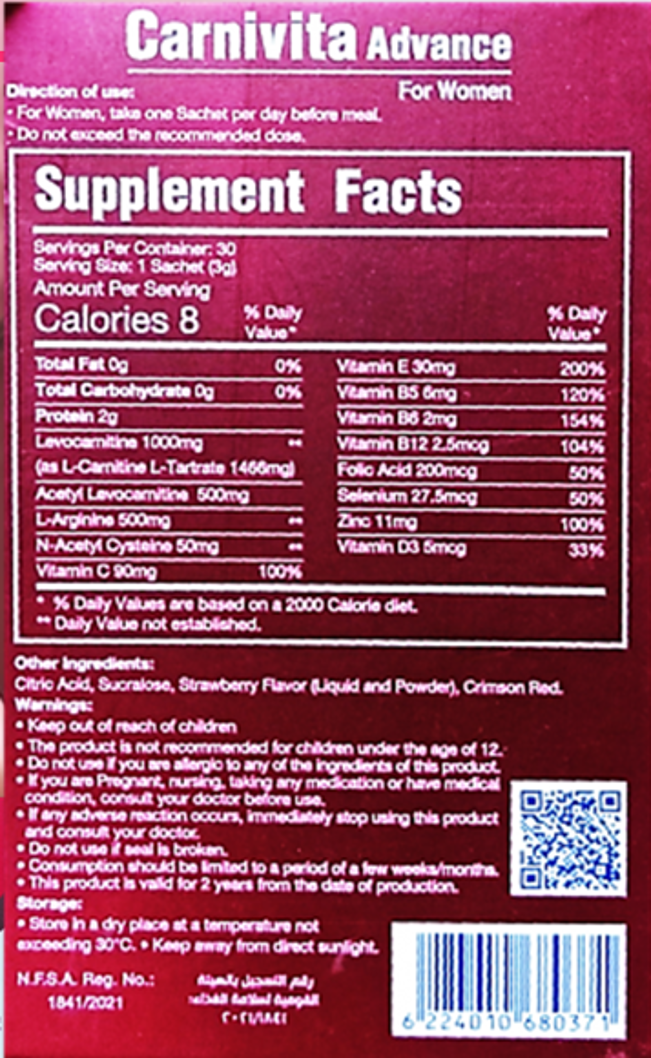 Carnivita Advance
For Women
Direction of use:
• For Women, take one Sachet per day before meal.
• Do not exceed the recommended dose.
Supplement Facts
Servings Per Container: 30
Serving Size: 1 Sachet (3g)
Amount Per Serving
Calories 8 % Daily Value*
% Daily Value*
Total Fat 0g 0%
Total Carbohydrate 0g 0%
Protein 2g
Levocarnitine 1000mg **
(as L-Carnitine L-Tartrate 1466mg)
Acetyl Levocarnitine 500mg
L-Arginine 500mg **
N-Acetyl Cysteine 50mg **
Vitamin C 90mg 100%
Vitamin E 30mg 200%
Vitamin B5 6mg 120%
Vitamin B6 2mg 154%
Vitamin B12 2.5mcg 104%
Folic Acid 200mcg 50%
Selenium 27.5mcg 50%
Zinc 11mg 100%
Vitamin D3 5mcg 33%
* % Daily Values are based on a 2000 Calorie diet.
** Daily Value not established.
Other Ingredients:
Citric Acid, Sucralose, Strawberry Flavor (Liquid and Powder), Crimson Red.
Warnings:
• Keep out of reach of children
• The product is not recommended for children under the age of 12.
• Do not use if you are allergic to any of the ingredients of this product.
• If you are Pregnant, nursing, taking any medication or have medical
condition, consult your doctor before use.
• If any adverse reaction occurs, immediately stop using this product
and consult your doctor.
• Do not use if seal is broken.
• Consumption should be limited to a period of a few weeks/months.
• This product is valid for 2 years from the date of production.
Storage:
• Store in a dry place at a temperature not
exceeding 30°C. • Keep away from direct sunlight.
N.F.S.A. Reg. No.:
1841/2021
رقم التسجيل بالهيئة
القومية لسلامة الغذاء:
6 224010 680371